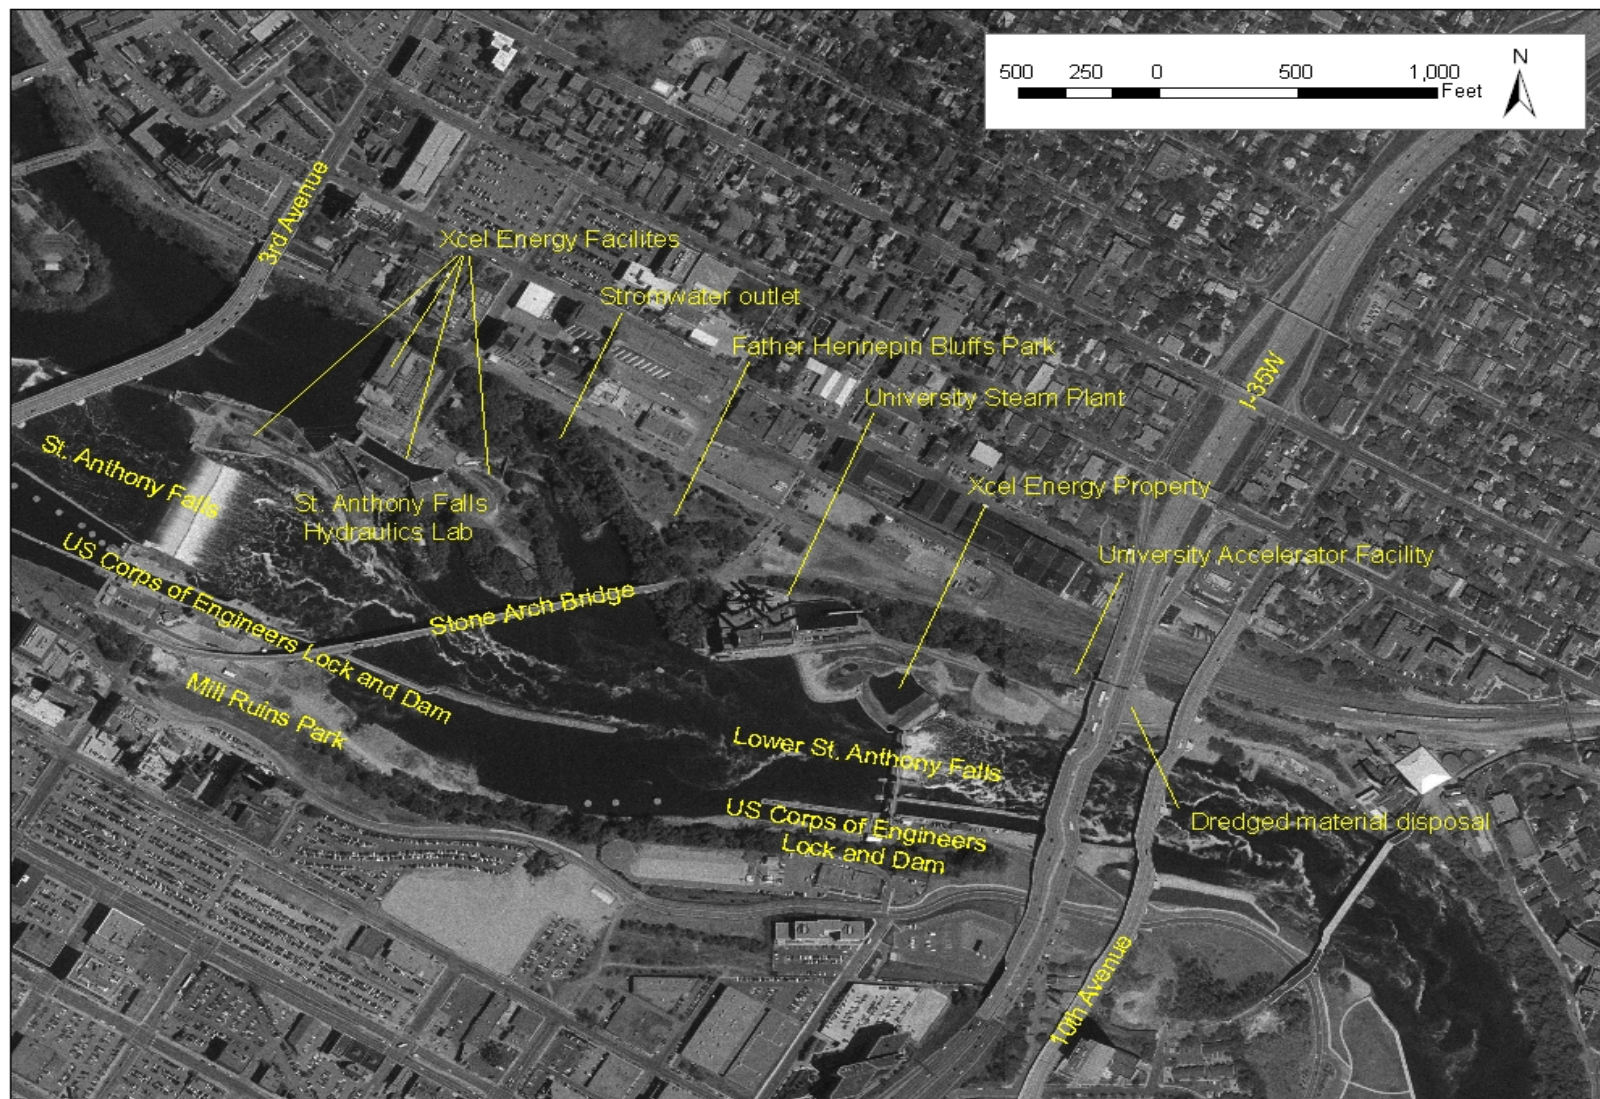 500 250 0 500 1,000
Feet
N
3rd Avenue
Xcel Energy Facilites
Stromwater outlet
Father Hennepin Bluffs Park
University Steam Plant
I-35W
St. Anthony Falls
St. Anthony Falls
Hydraulics Lab
Xcel Energy Property
University Accelerator Facility
US Corps of Engineers Lock and Dam
Stone Arch Bridge
Mill Ruins Park
Lower St. Anthony Falls
US Corps of Engineers
Lock and Dam
Dredged material disposal
10th Avenue